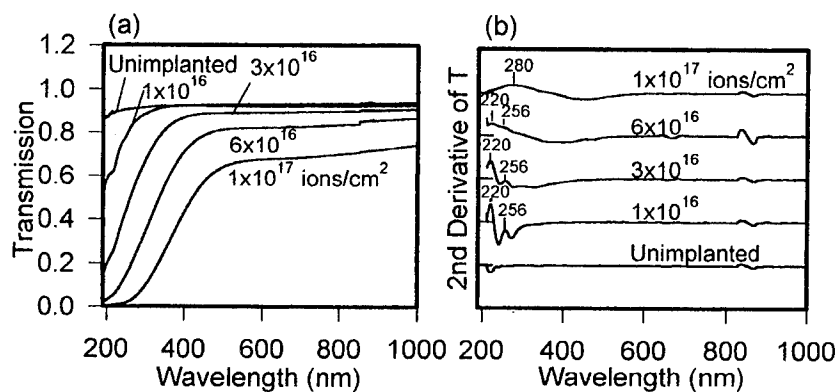 (a)
Transmission
1.2
1.0
0.8
0.6
0.4
0.2
0.0
Unimplanted
1x10^16
3x10^16
6x10^16
1x10^17 ions/cm^2
200 400 600 800 1000
Wavelength (nm)
(b)
2nd Derivative of T
280
1x10^17 ions/cm^2
220
256
6x10^16
220
256
3x10^16
220
256
1x10^16
Unimplanted
200 400 600 800 1000
Wavelength (nm)